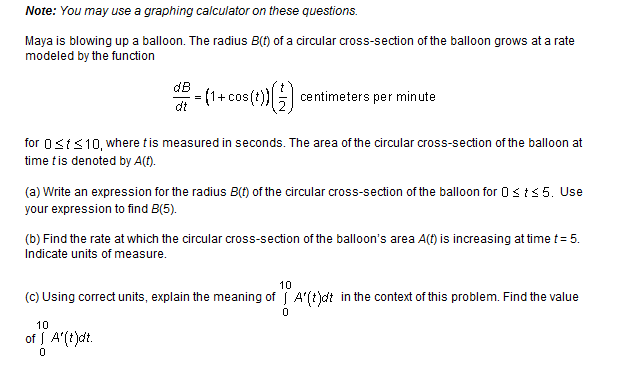 Note: You may use a graphing calculator on these questions.
Maya is blowing up a balloon. The radius B(t) of a circular cross-section of the balloon grows at a rate
modeled by the function
dB/dt = (1+cos(t))(t/2) centimeters per minute
for 0≤t≤10, where t is measured in seconds. The area of the circular cross-section of the balloon at
time t is denoted by A(t).
(a) Write an expression for the radius B(t) of the circular cross-section of the balloon for 0≤t≤5. Use
your expression to find B(5).
(b) Find the rate at which the circular cross-section of the balloon's area A(t) is increasing at time t= 5.
Indicate units of measure.
(c) Using correct units, explain the meaning of ∫₀¹⁰ A'(t)dt in the context of this problem. Find the value
of ∫₀¹⁰ A'(t)dt.